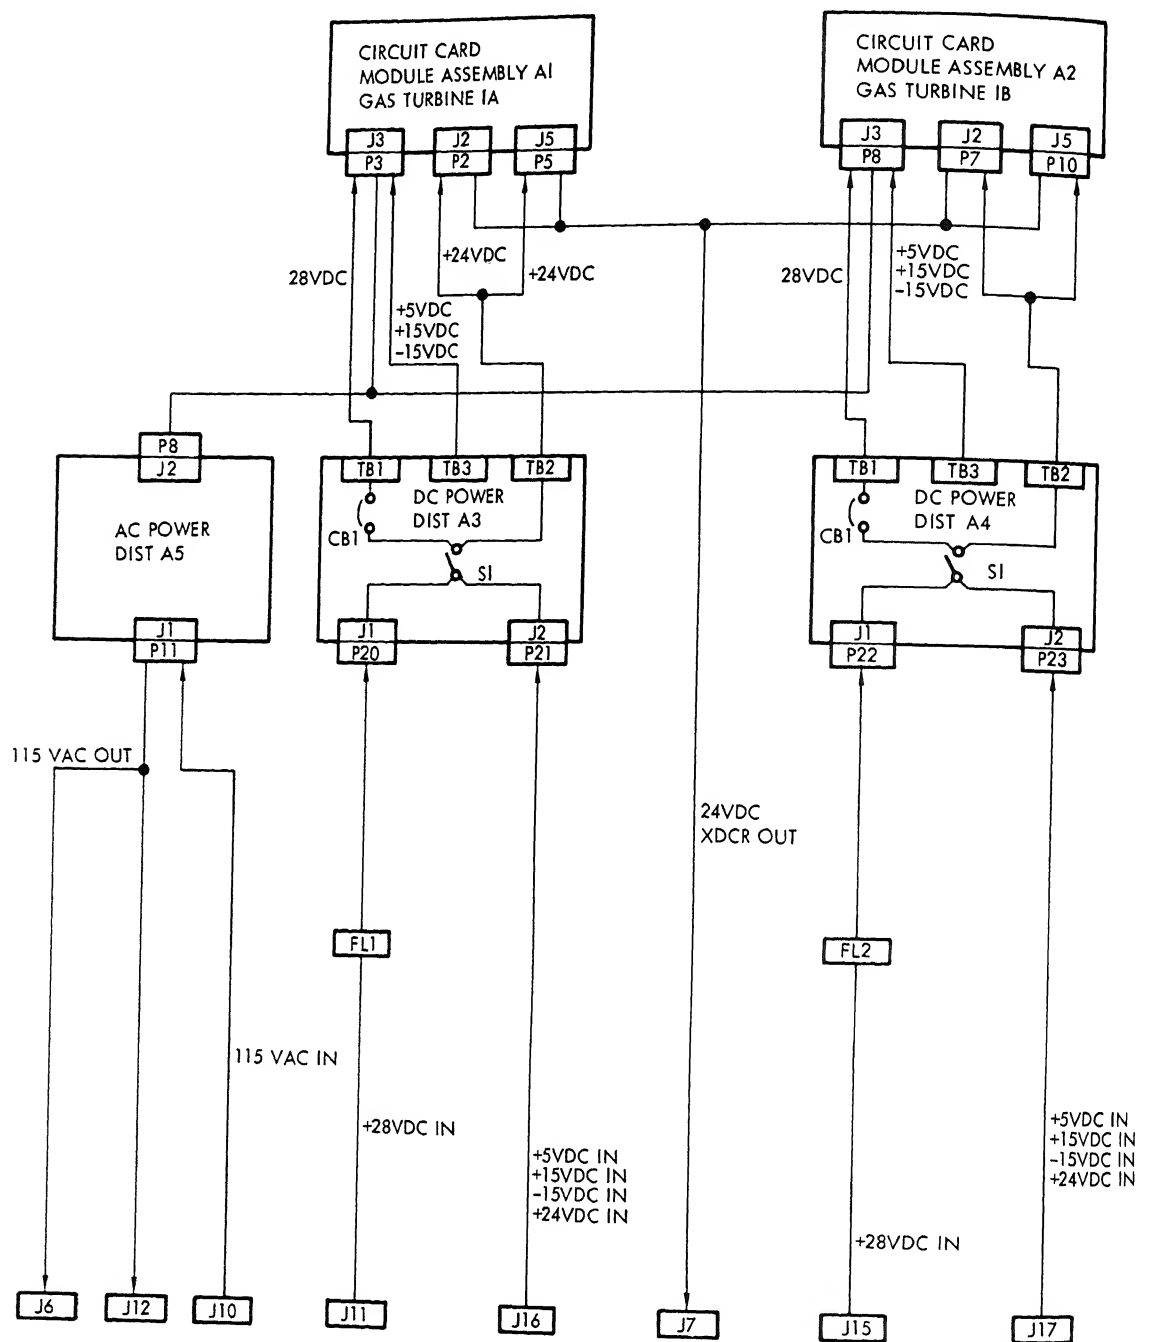 CIRCUIT CARD
MODULE ASSEMBLY A1
GAS TURBINE 1A
J3
P3
J2
P2
J5
P5
CIRCUIT CARD
MODULE ASSEMBLY A2
GAS TURBINE 1B
J3
P8
J2
P7
J5
P10
28VDC
+24VDC
+24VDC
+5VDC
+15VDC
-15VDC
28VDC
+5VDC
+15VDC
-15VDC
P8
J2
AC POWER
DIST A5
J1
P11
TB1
TB3
TB2
DC POWER
DIST A3
CB1
S1
J1
P20
J2
P21
TB1
TB3
TB2
DC POWER
DIST A4
CB1
S1
J1
P22
J2
P23
115 VAC OUT
24VDC
XDCR OUT
FL1
FL2
115 VAC IN
+28VDC IN
+5VDC IN
+15VDC IN
-15VDC IN
+24VDC IN
+28VDC IN
+5VDC IN
+15VDC IN
-15VDC IN
+24VDC IN
J6
J12
J10
J11
J16
J7
J15
J17